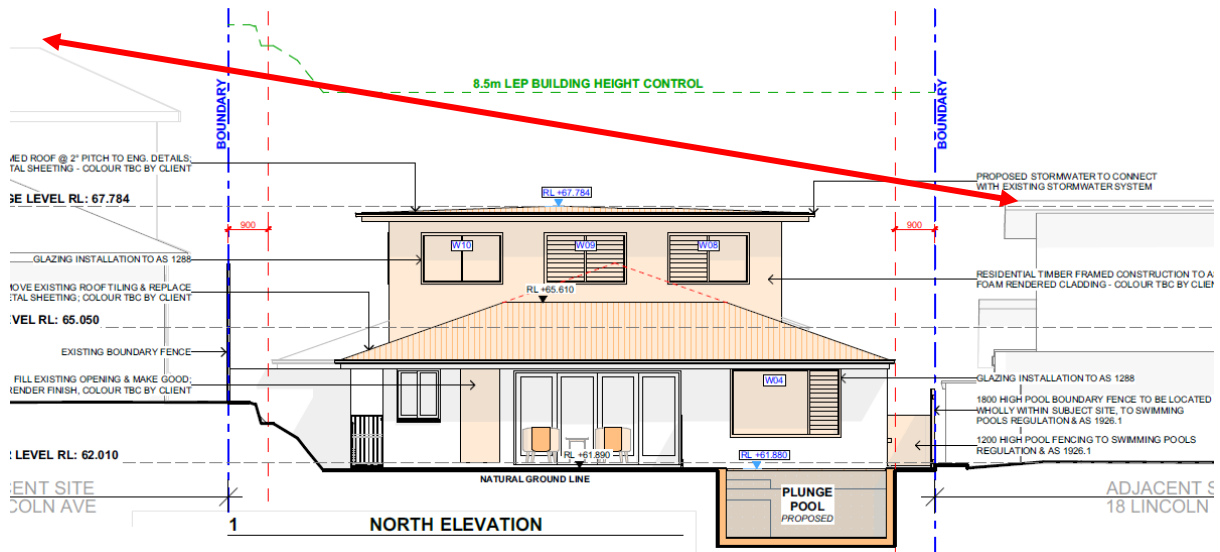 8.5m LEP BUILDING HEIGHT CONTROL
BOUNDARY
BOUNDARY
MED ROOF @ 2° PITCH TO ENG. DETAILS;
TAL SHEETING - COLOUR TBC BY CLIENT
RL +67.784
PROPOSED STORMWATER TO CONNECT
WITH EXISTING STORMWATER SYSTEM
GE LEVEL RL: 67.784
900
900
W10
W09
W08
GLAZING INSTALLATION TO AS 1288
RESIDENTIAL TIMBER FRAMED CONSTRUCTION TO A
FOAM RENDERED CLADDING - COLOUR TBC BY CLIEN
MOVE EXISTING ROOF TILING & REPLACE
ETAL SHEETING; COLOUR TBC BY CLIENT
RL +65.610
EVEL RL: 65.050
EXISTING BOUNDARY FENCE
FILL EXISTING OPENING & MAKE GOOD;
RENDER FINISH, COLOUR TBC BY CLIENT
W04
GLAZING INSTALLATION TO AS 1288
1800 HIGH POOL BOUNDARY FENCE TO BE LOCATED
WHOLLY WITHIN SUBJECT SITE, TO SWIMMING
POOLS REGULATION & AS 1926.1
1200 HIGH POOL FENCING TO SWIMMING POOLS
REGULATION & AS 1926.1
R LEVEL RL: 62.010
RL +61.890
RL +61.880
NATURAL GROUND LINE
CENT SITE
COLN AVE
PLUNGE
POOL
PROPOSED
ADJACENT S
18 LINCOLN
1 NORTH ELEVATION